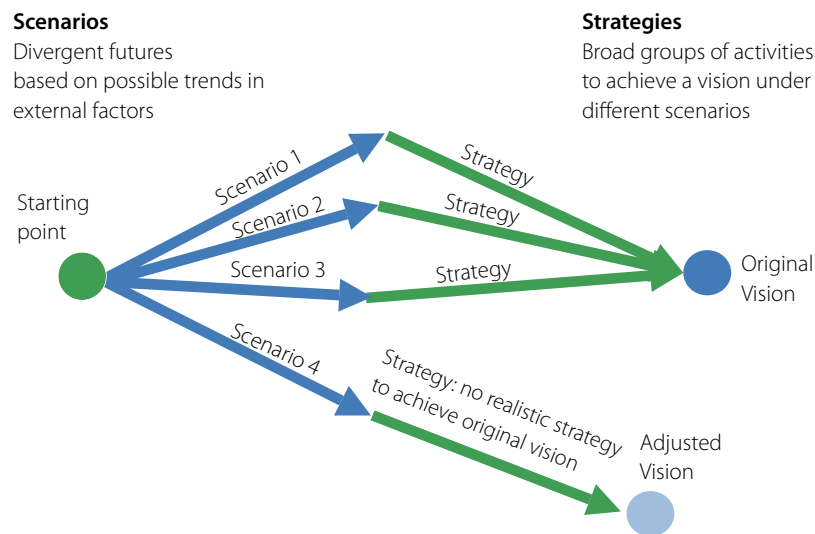 Scenarios
Divergent futures
based on possible trends in
external factors
Strategies
Broad groups of activities
to achieve a vision under
different scenarios
Starting
point
Scenario 1
Strategy
Scenario 2
Strategy
Scenario 3
Strategy
Original
Vision
Scenario 4
Strategy: no realistic strategy
to achieve original vision
Adjusted
Vision